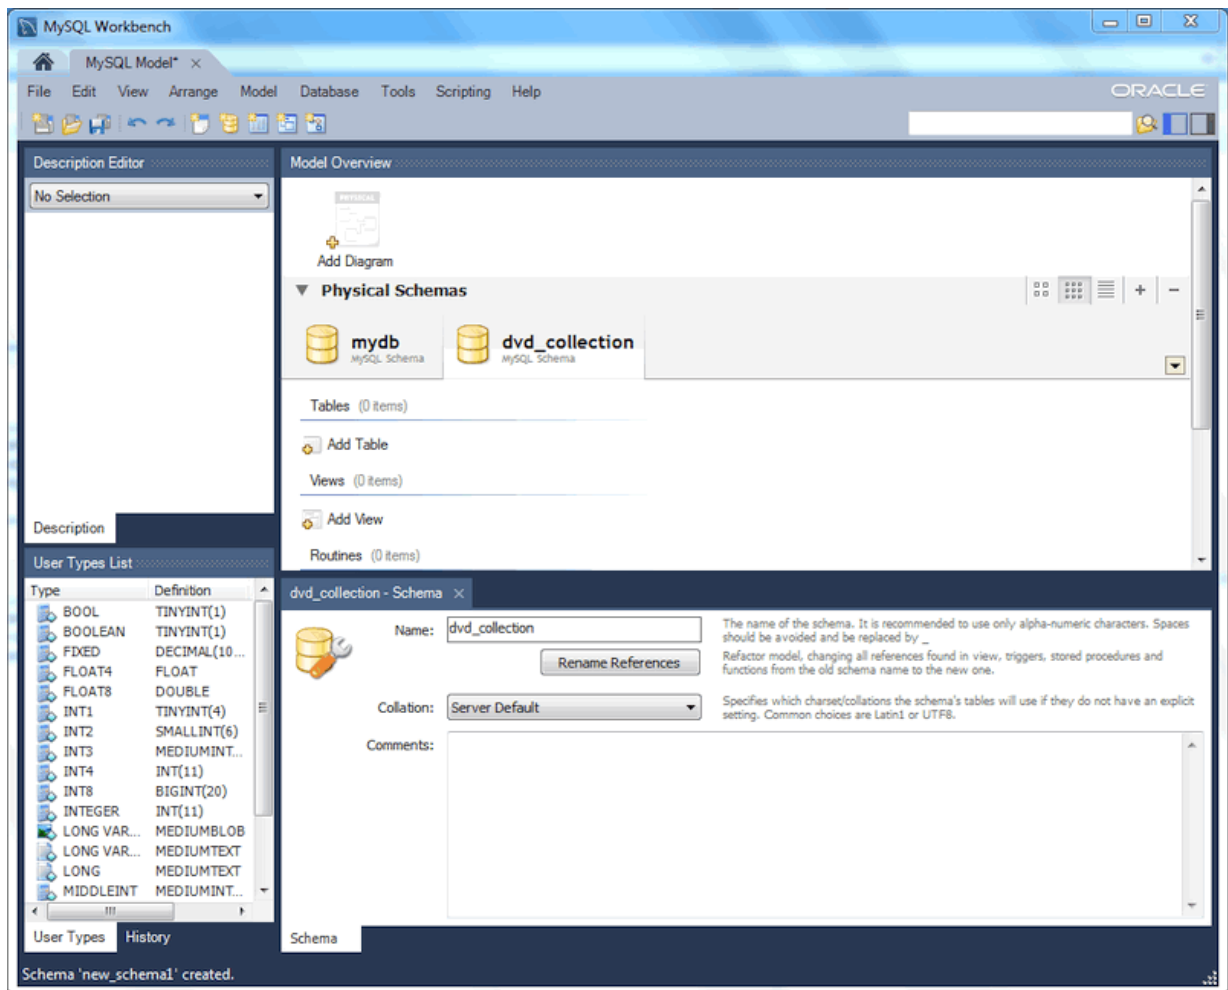 MySQL Workbench
MySQL Model*
File Edit View Arrange Model Database Tools Scripting Help
ORACLE
Description Editor
No Selection
Description
Model Overview
PHYSICAL
Add Diagram
Physical Schemas
mydb
MySQL Schema
dvd_collection
MySQL Schema
Tables (0 items)
Add Table
Views (0 items)
Add View
Routines (0 items)
User Types List
Type Definition
BOOL TINYINT(1)
BOOLEAN TINYINT(1)
FIXED DECIMAL(10...
FLOAT4 FLOAT
FLOAT8 DOUBLE
INT1 TINYINT(4)
INT2 SMALLINT(6)
INT3 MEDIUMINT...
INT4 INT(11)
INT8 BIGINT(20)
INTEGER INT(11)
LONG VAR... MEDIUMBLOB
LONG VAR... MEDIUMTEXT
LONG MEDIUMTEXT
MIDDLEINT MEDIUMINT...
User Types History
dvd_collection - Schema
Name: dvd_collection
The name of the schema. It is recommended to use only alpha-numeric characters. Spaces
should be avoided and be replaced by _
Rename References
Refactor model, changing all references found in view, triggers, stored procedures and
functions from the old schema name to the new one.
Collation: Server Default
Specifies which charset/collations the schema's tables will use if they do not have an explicit
setting. Common choices are Latin1 or UTF8.
Comments:
Schema
Schema 'new_schema1' created.